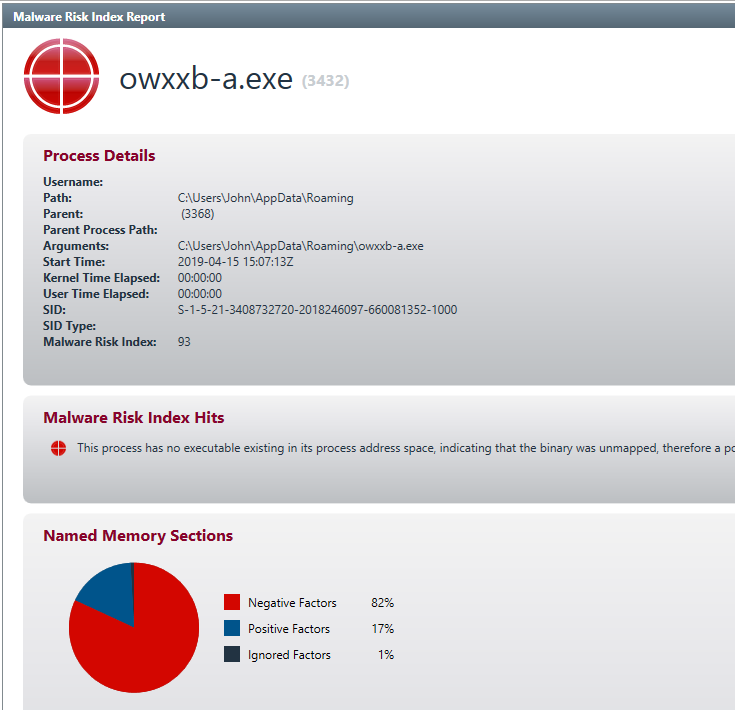 Malware Risk Index Report
owxxb-a.exe (3432)
Process Details
Username:
Path: C:\Users\John\AppData\Roaming
Parent: (3368)
Parent Process Path:
Arguments: C:\Users\John\AppData\Roaming\owxxb-a.exe
Start Time: 2019-04-15 15:07:13Z
Kernel Time Elapsed: 00:00:00
User Time Elapsed: 00:00:00
SID: S-1-5-21-3408732720-2018246097-660081352-1000
SID Type:
Malware Risk Index: 93
Malware Risk Index Hits
This process has no executable existing in its process address space, indicating that the binary was unmapped, therefore a po
Named Memory Sections
Negative Factors 82%
Positive Factors 17%
Ignored Factors 1%